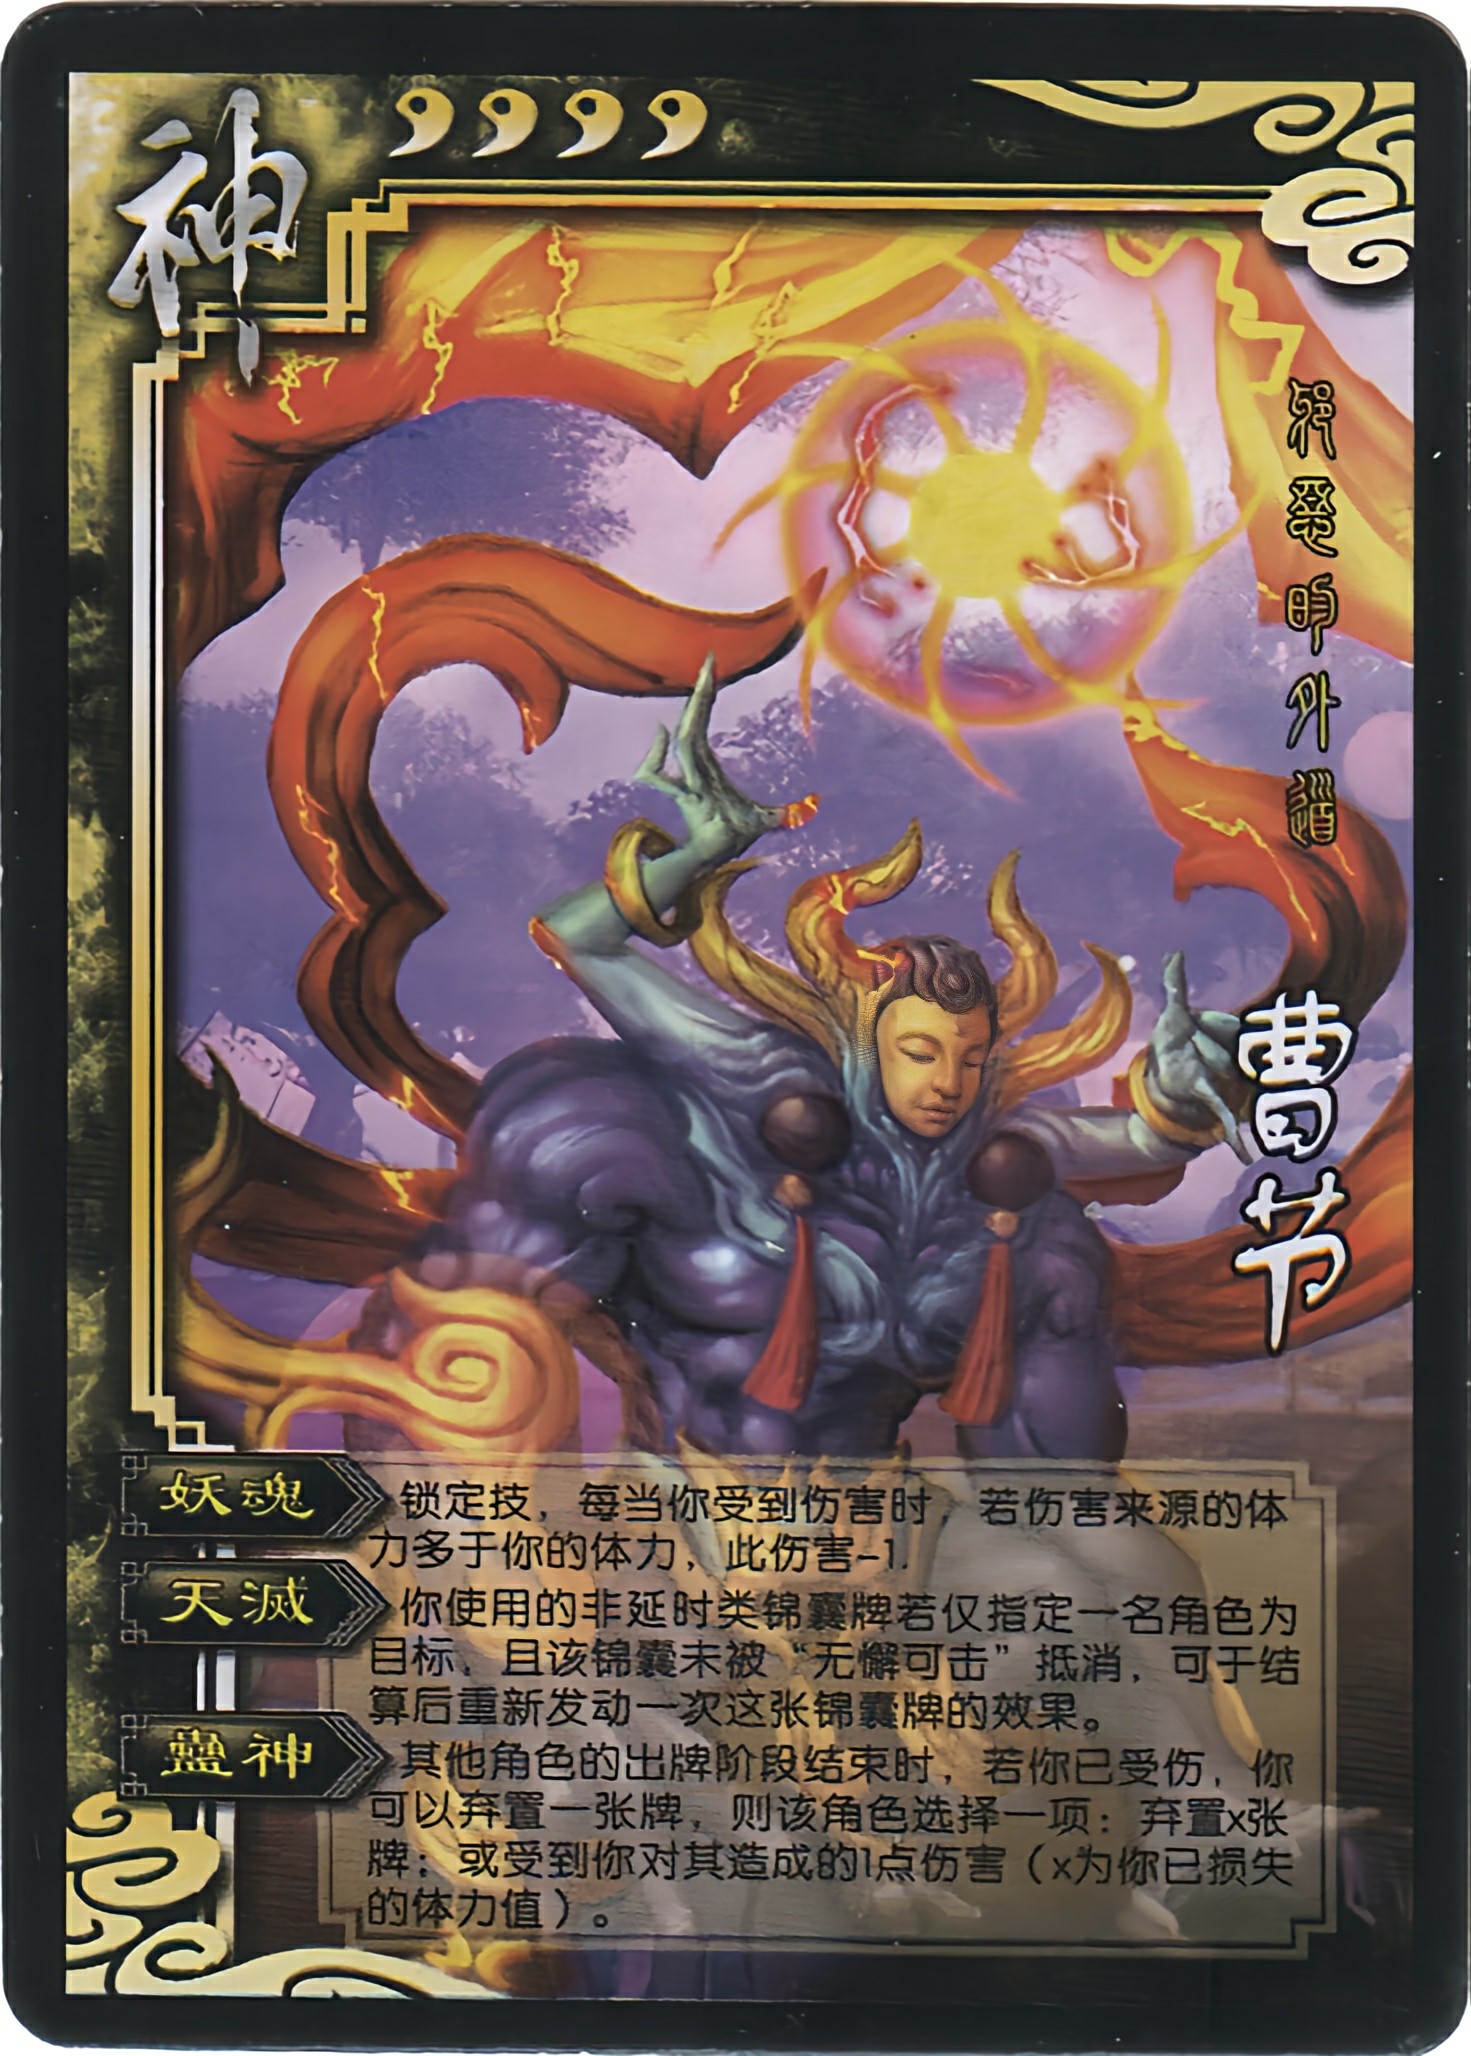 神
邪恶的外道
曹节
妖魂
锁定技，每当你受到伤害时，若伤害来源的体
力多于你的体力，此伤害-1.
天滅
你使用的非延时类锦囊牌若仅指定一名角色为
目标，且该锦囊未被“无懈可击”抵消，可于结
算后重新发动一次这张锦囊牌的效果。
蠱神
其他角色的出牌阶段结束时，若你已受伤，你
可以弃置一张牌，则该角色选择一项：弃置x张
牌；或受到你对其造成的1点伤害（x为你已损失
的体力值）。